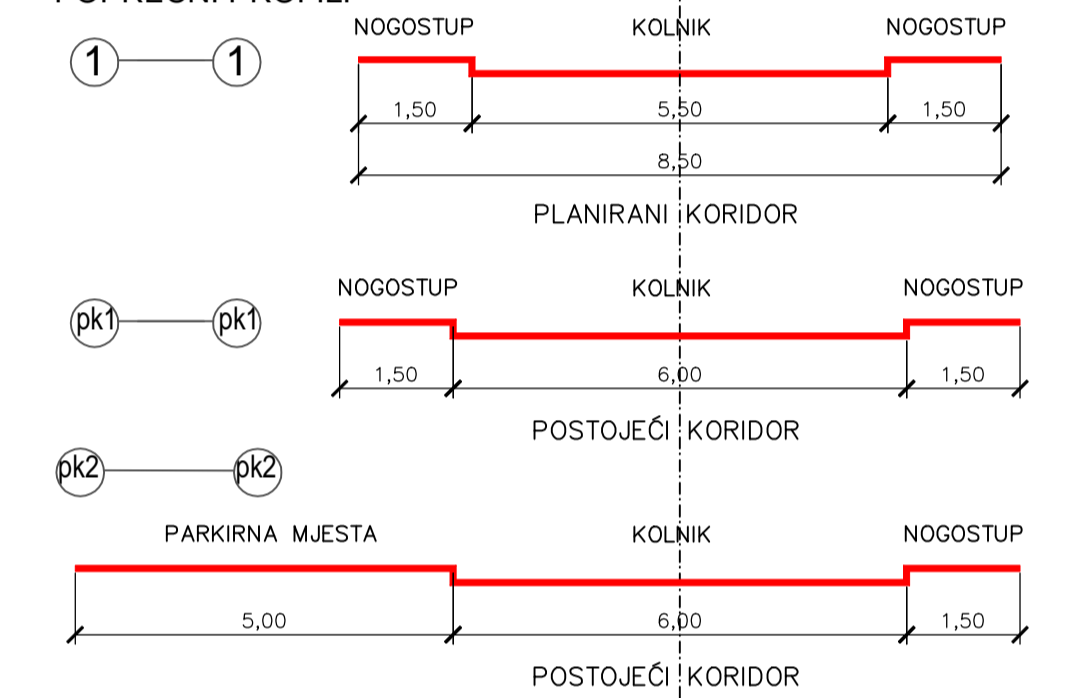 NOGOSTUP KOLNIK NOGOSTUP
1 1
1,50 5,50 1,50
8,50
PLANIRANI KORIDOR
NOGOSTUP KOLNIK NOGOSTUP
pk1 pk1
1,50 6,00 1,50
POSTOJEĆI KORIDOR
pk2 pk2
PARKIRNA MJESTA KOLNIK NOGOSTUP
5,00 6,00 1,50
POSTOJEĆI KORIDOR